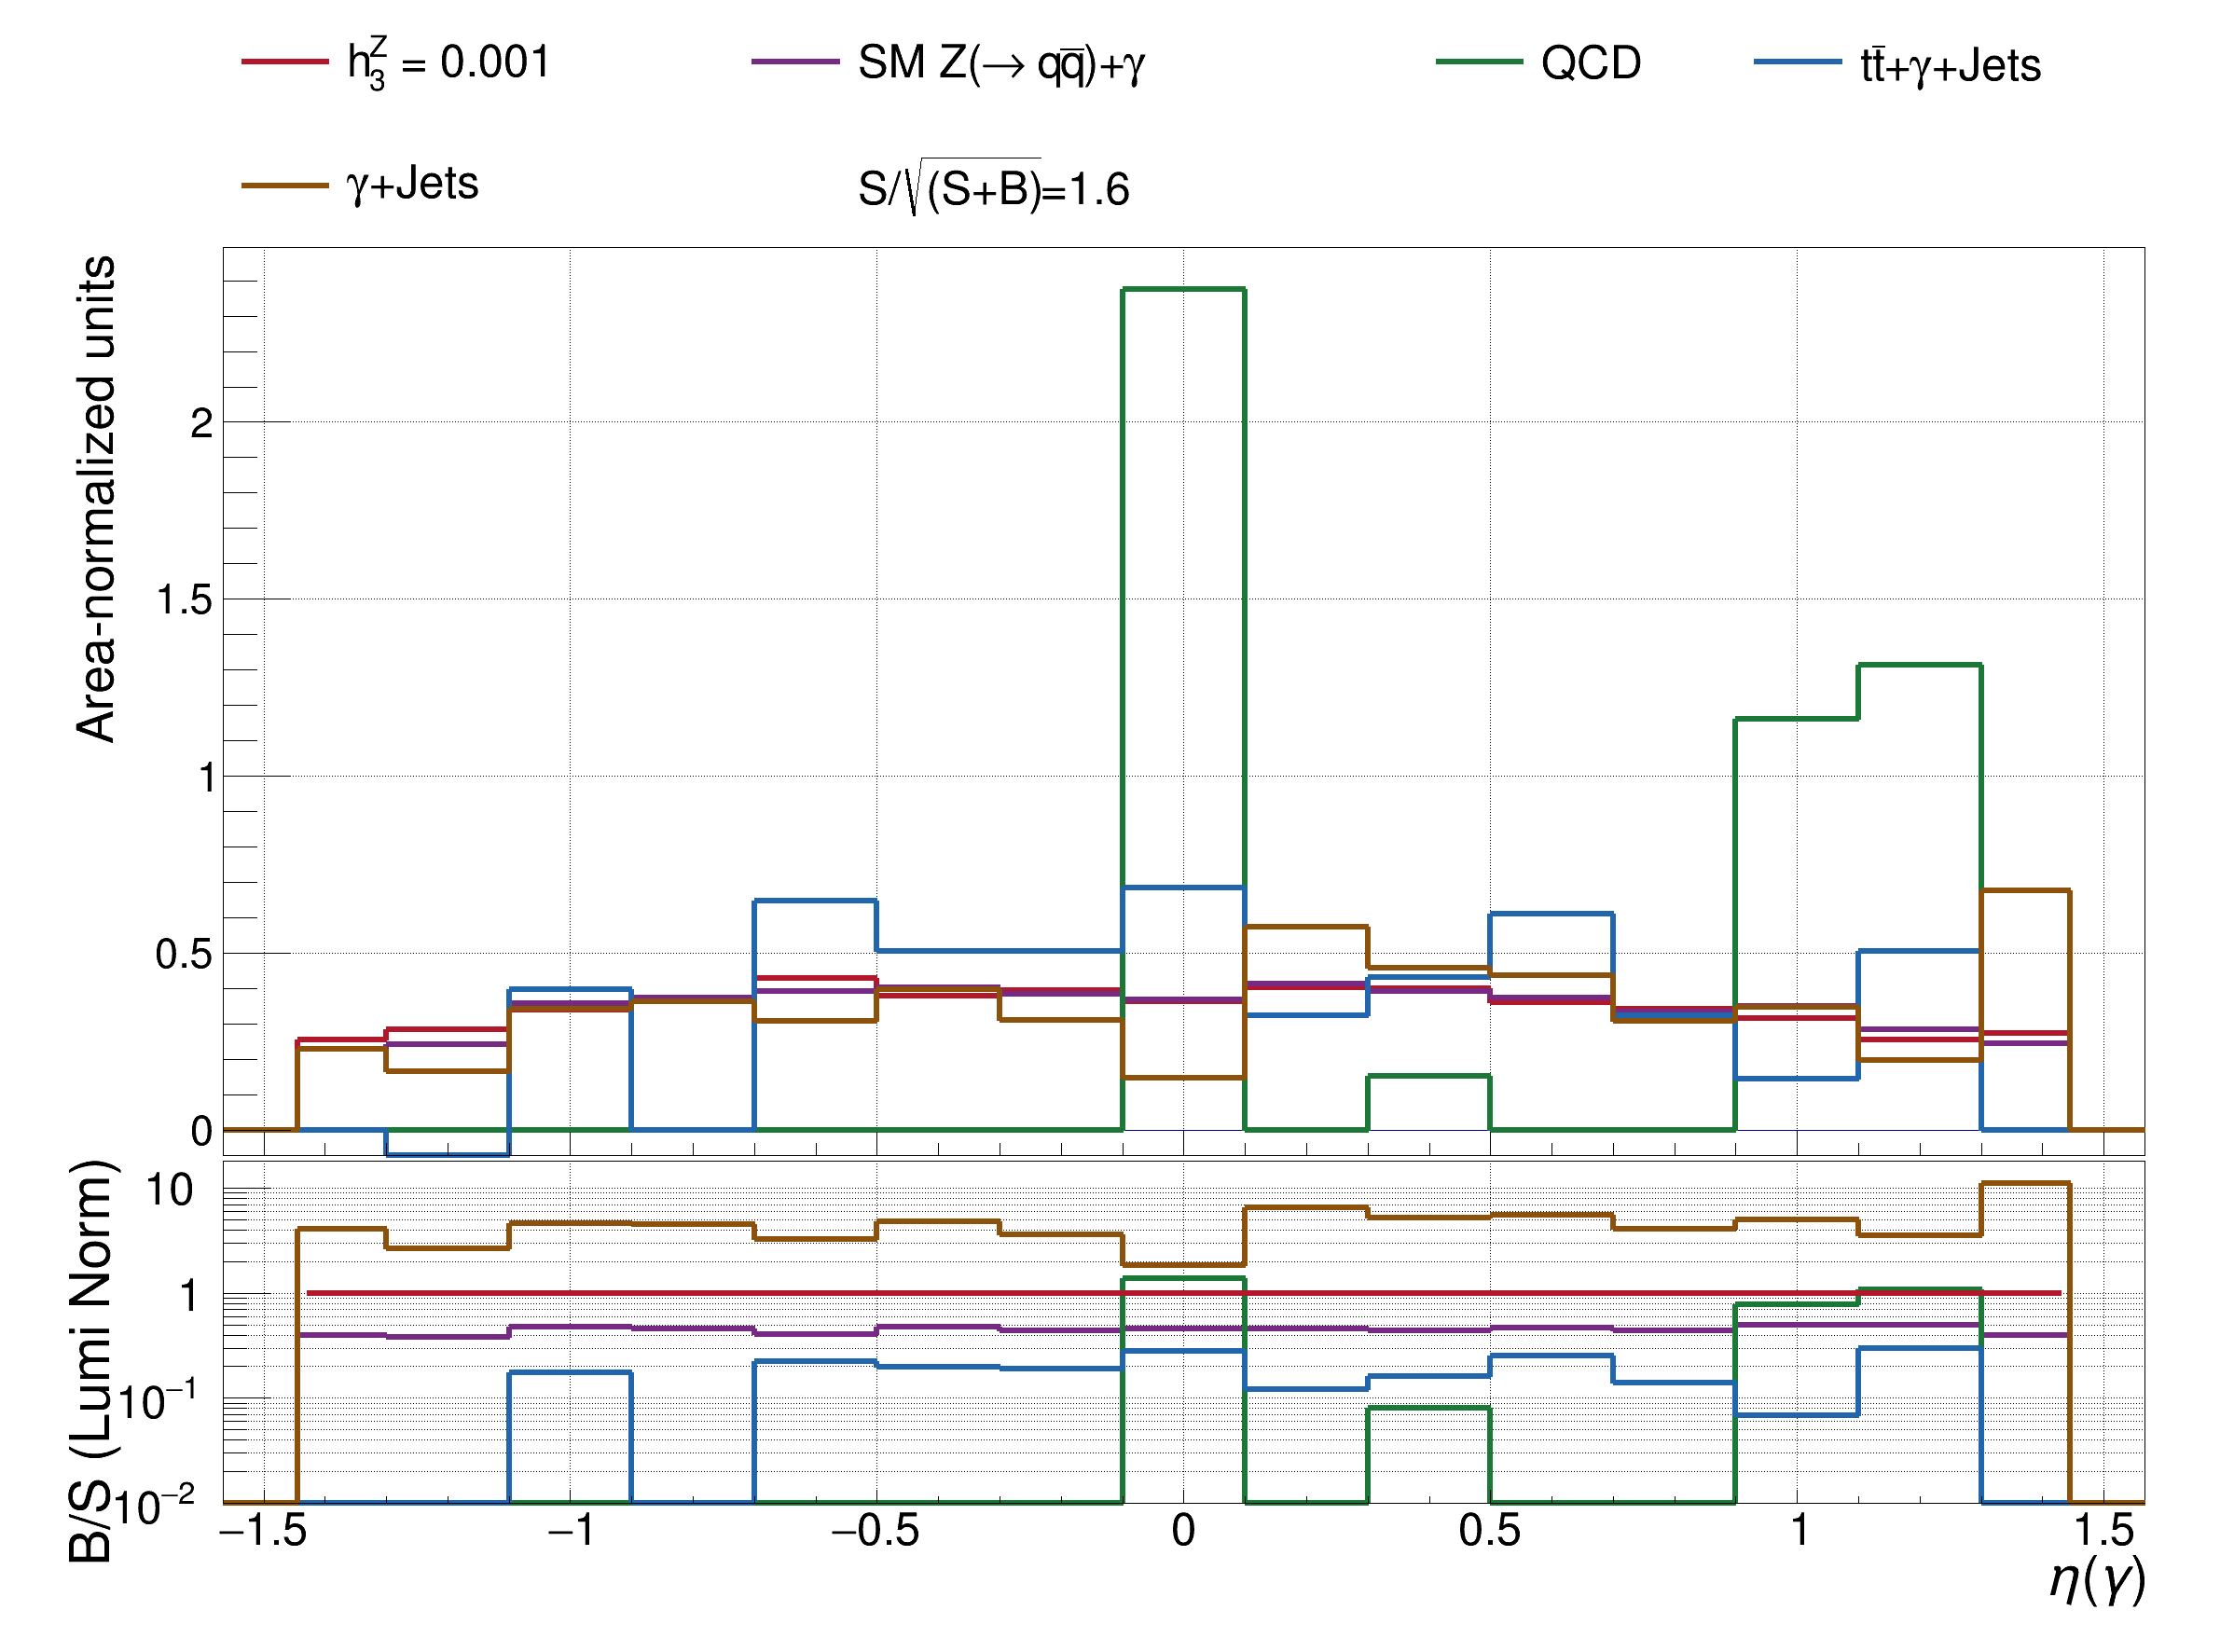 h₃ᶻ = 0.001 SM Z(→ qq̅)+γ QCD tt̅+γ+Jets
γ+Jets S/√(S+B)=1.6
Area-normalized units
2
1.5
1
0.5
0
B/S (Lumi Norm)
10
1
10⁻¹
10⁻²
−1.5 −1 −0.5 0 0.5 1 1.5
η(γ)